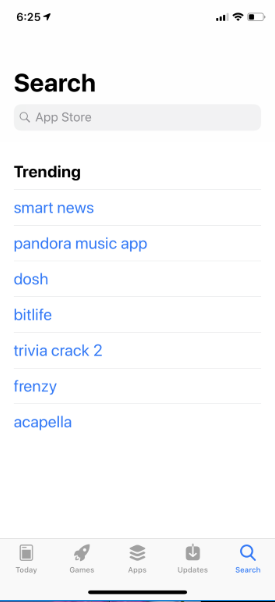 6:25
Search
App Store
Trending
smart news
pandora music app
dosh
bitlife
trivia crack 2
frenzy
acapella
Today
Games
Apps
Updates
Search